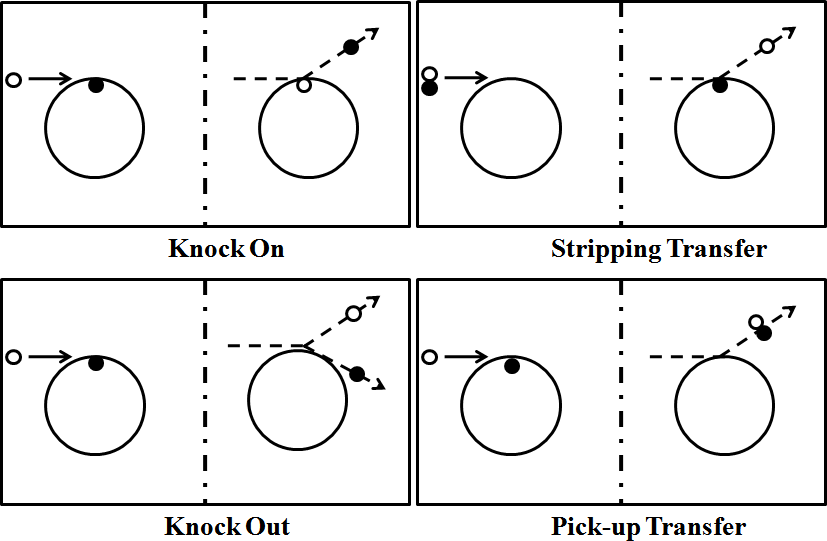 Knock On
Stripping Transfer
Knock Out
Pick-up Transfer